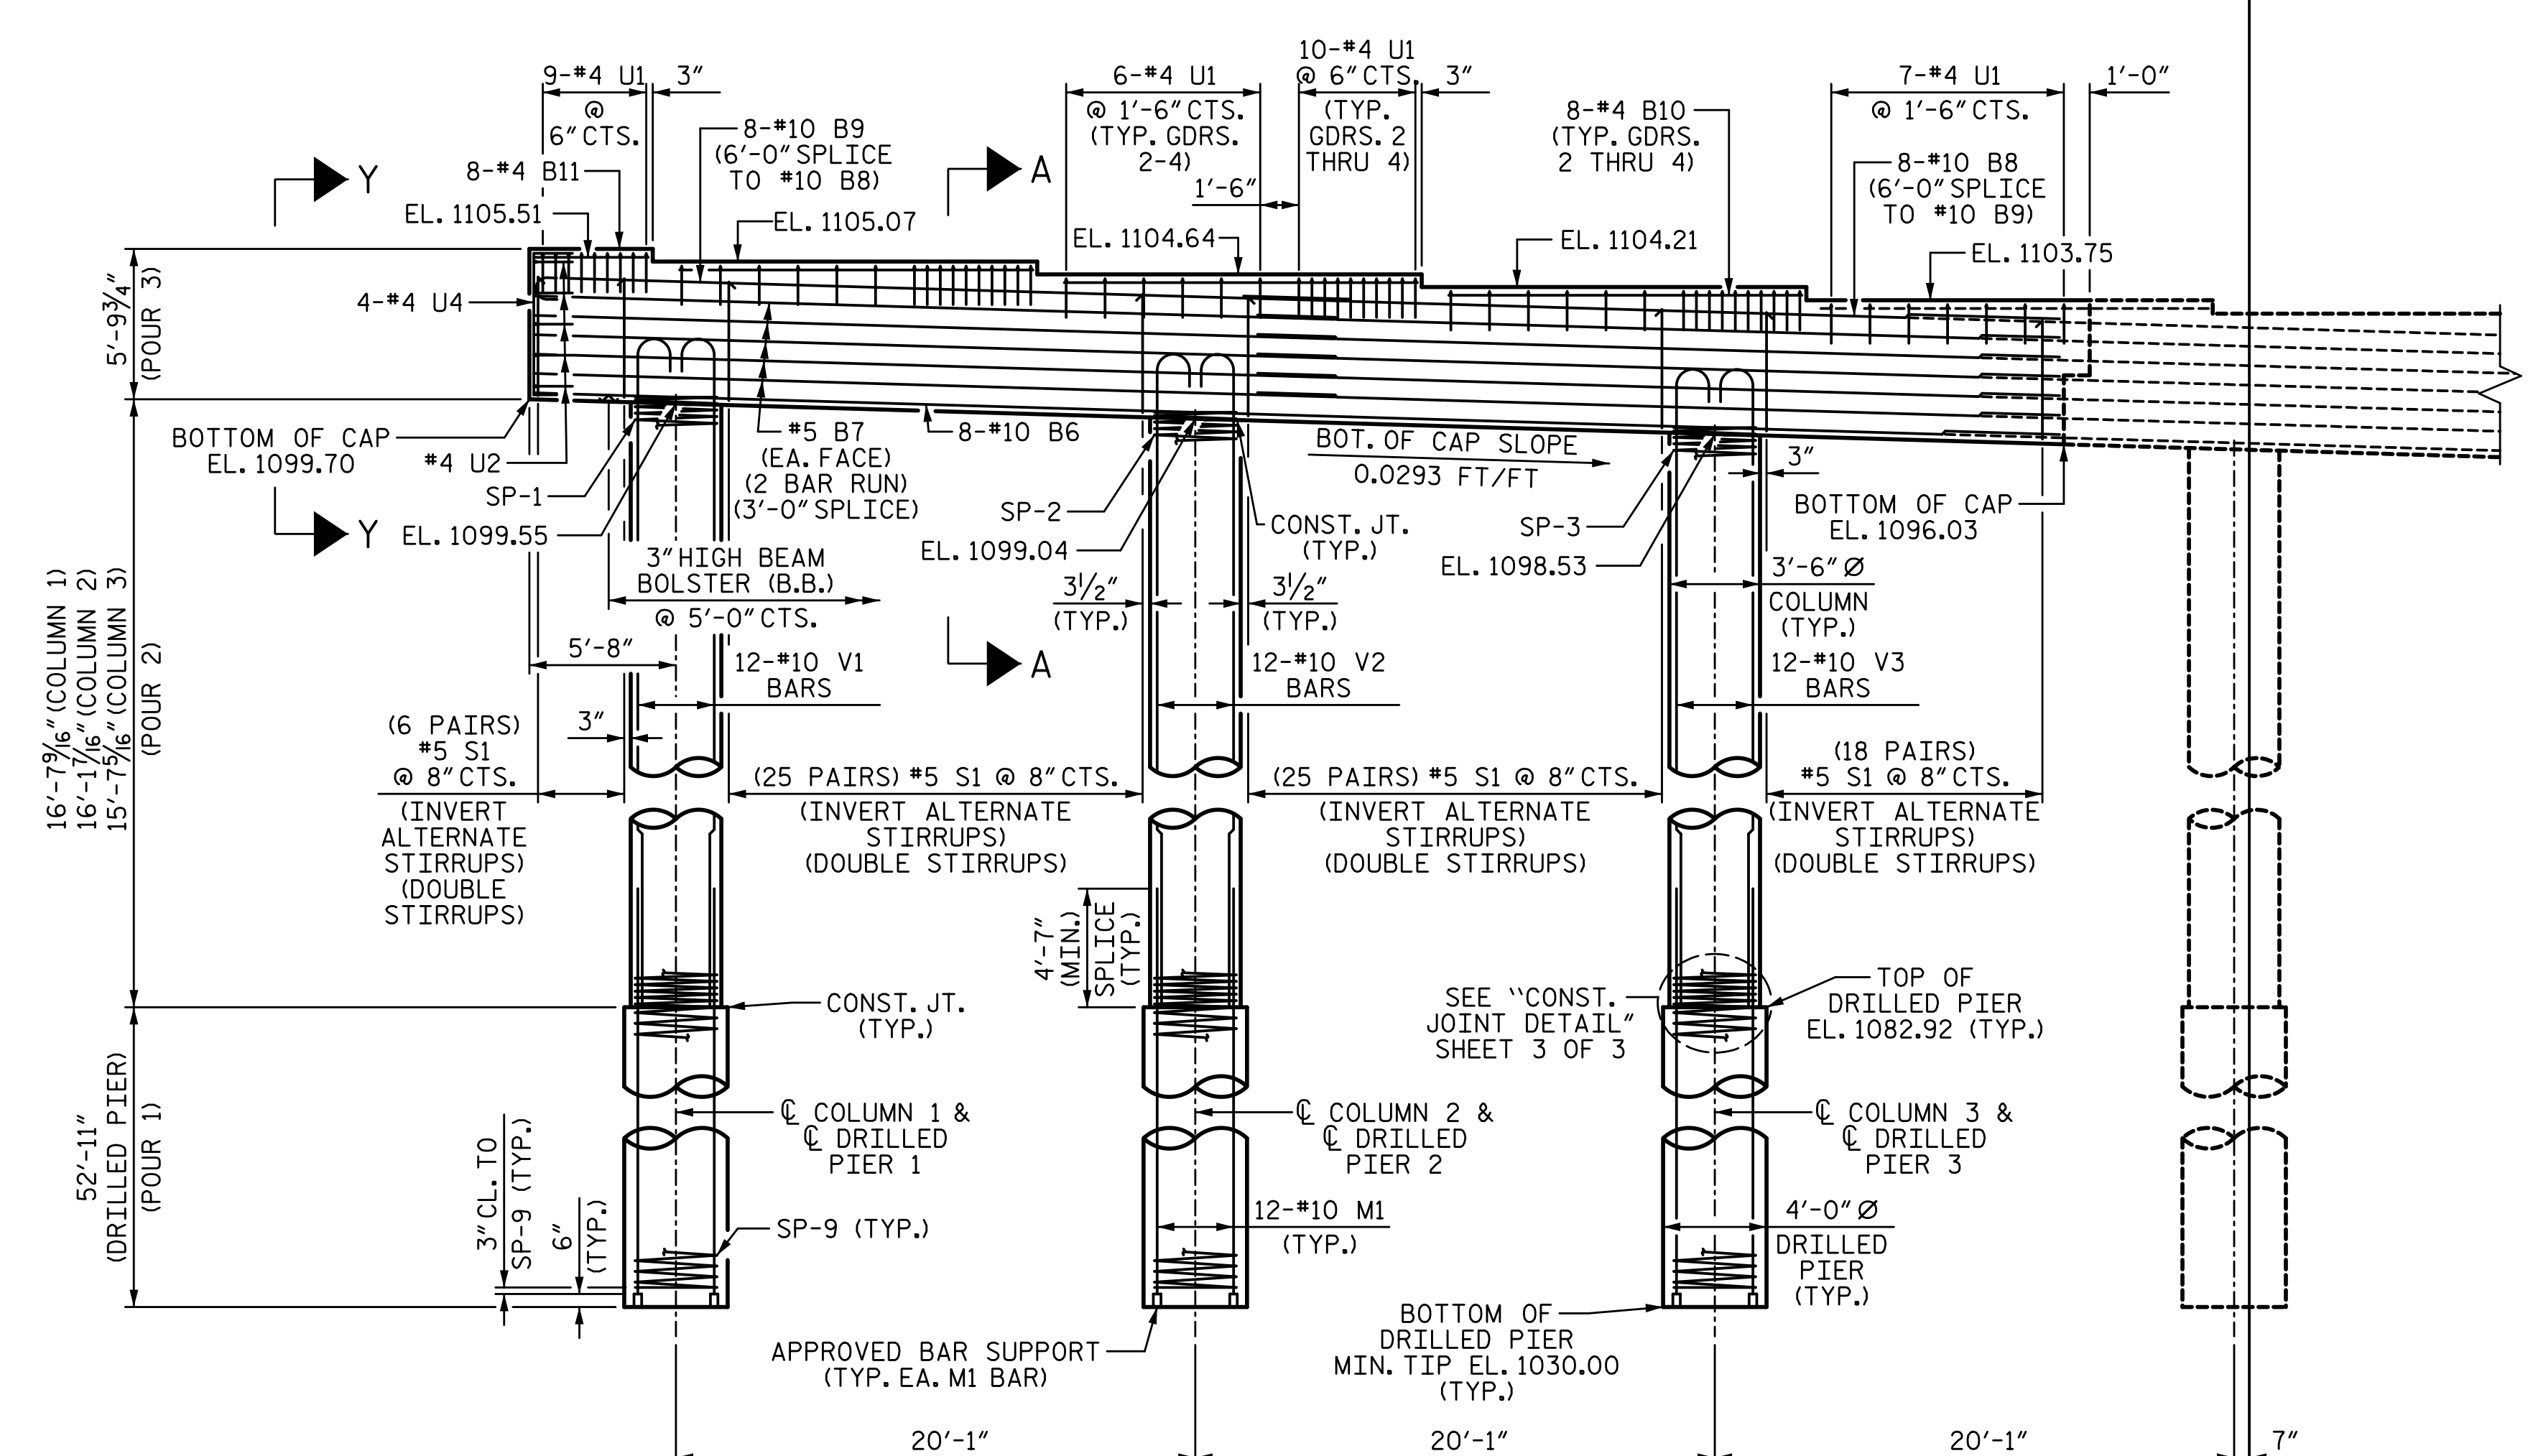 9-#4 U1
@
6" CTS.
3"
6-#4 U1
@ 1'-6" CTS.
(TYP. GDRS.
2-4)
1'-6"
10-#4 U1
@ 6" CTS.
(TYP.
GDRS. 2
THRU 4)
3"
8-#4 B10
(TYP. GDRS.
2 THRU 4)
7-#4 U1
@ 1'-6" CTS.
1'-0"
8-#10 B9
(6'-0" SPLICE
TO #10 B8)
8-#10 B8
(6'-0" SPLICE
TO #10 B9)
Y
8-#4 B11
A
EL. 1105.51
EL. 1105.07
EL. 1104.64
EL. 1104.21
EL. 1103.75
5'-9¾"
(POUR 3)
4-#4 U4
BOTTOM OF CAP
EL. 1099.70
#4 U2
#5 B7
(EA. FACE)
(2 BAR RUN)
(3'-0" SPLICE)
8-#10 B6
BOT. OF CAP SLOPE
0.0293 FT/FT
3"
SP-1
SP-2
SP-3
BOTTOM OF CAP
EL. 1096.03
Y
EL. 1099.55
EL. 1099.04
CONST. JT.
(TYP.)
EL. 1098.53
3" HIGH BEAM
BOLSTER (B.B.)
@ 5'-0" CTS.
3½"
(TYP.)
3½"
(TYP.)
3'-6" Ø
COLUMN
(TYP.)
16'-7 9/16" (COLUMN 1)
16'-1 7/16" (COLUMN 2)
15'-7 5/16" (COLUMN 3)
(POUR 2)
5'-8"
A
12-#10 V1
BARS
12-#10 V2
BARS
12-#10 V3
BARS
(6 PAIRS)
#5 S1
@ 8" CTS.
(INVERT
ALTERNATE
STIRRUPS)
(DOUBLE
STIRRUPS)
3"
(25 PAIRS) #5 S1 @ 8" CTS.
(INVERT ALTERNATE
STIRRUPS)
(DOUBLE STIRRUPS)
(25 PAIRS) #5 S1 @ 8" CTS.
(INVERT ALTERNATE
STIRRUPS)
(DOUBLE STIRRUPS)
(18 PAIRS)
#5 S1 @ 8" CTS.
(INVERT ALTERNATE
STIRRUPS)
(DOUBLE STIRRUPS)
4'-7"
(MIN.)
SPLICE
(TYP.)
CONST. JT.
(TYP.)
SEE "CONST.
JOINT DETAIL"
SHEET 3 OF 3
TOP OF
DRILLED PIER
EL. 1082.92 (TYP.)
52'-11"
(DRILLED PIER)
(POUR 1)
℄ COLUMN 1 &
℄ DRILLED
PIER 1
℄ COLUMN 2 &
℄ DRILLED
PIER 2
℄ COLUMN 3 &
℄ DRILLED
PIER 3
3" CL. TO
SP-9 (TYP.)
6"
(TYP.)
SP-9 (TYP.)
12-#10 M1
(TYP.)
4'-0" Ø
DRILLED
PIER
(TYP.)
APPROVED BAR SUPPORT
(TYP. EA. M1 BAR)
BOTTOM OF
DRILLED PIER
MIN. TIP EL. 1030.00
(TYP.)
20'-1"
20'-1"
20'-1"
7"